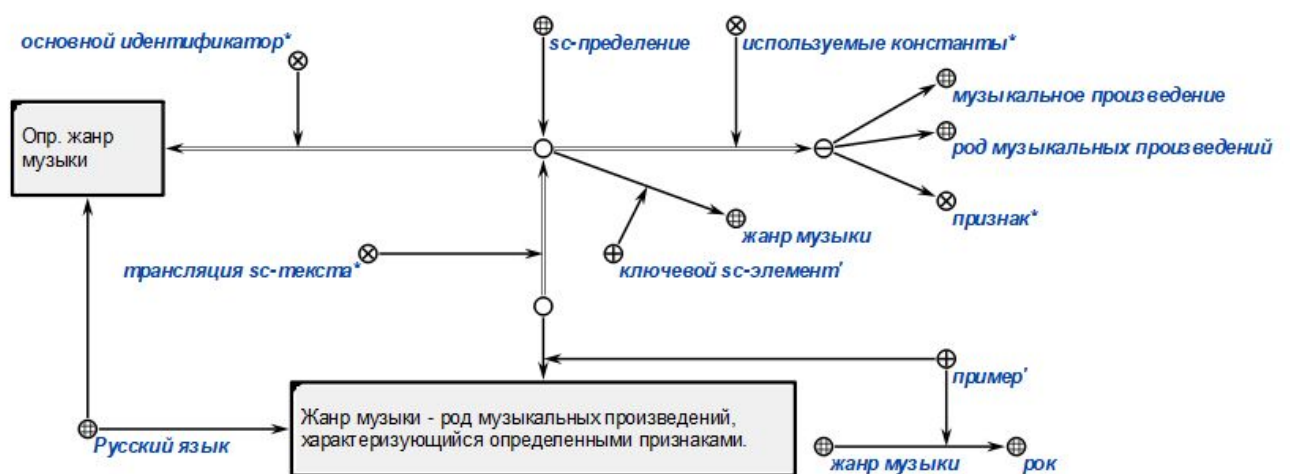 основной идентификатор*
sc-пределение
используемые константы*
музыкальное произведение
Опр. жанр
музыки
род музыкальных произведений
признак*
жанр музыки
трансляция sc-текста*
ключевой sc-элемент'
пример'
Жанр музыки - род музыкальных произведений,
характеризующийся определенными признаками.
Русский язык
жанр музыки
рок